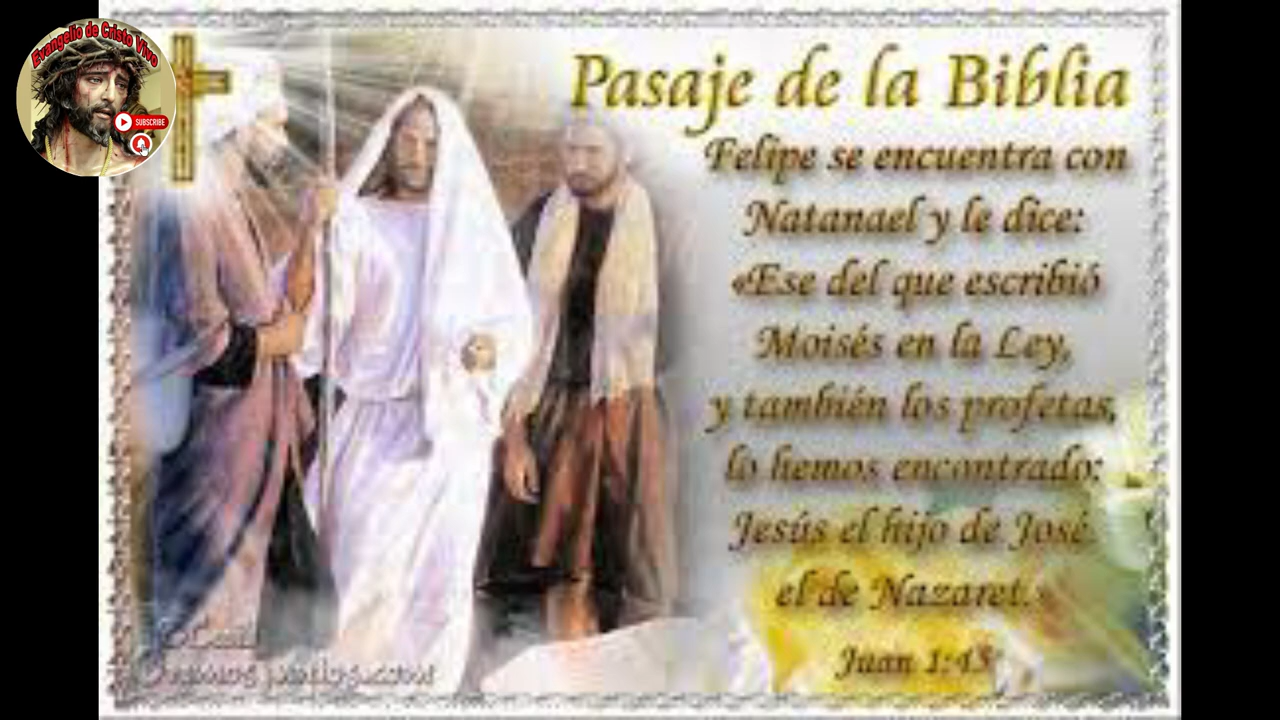 Evangelio de Cristo Vivo
SUBSCRIBE
Pasaje de la Biblia
Felipe se encuentra con
Natanael y le dice:
«Ese del que escribió
Moisés en la Ley,
y también los profetas,
lo hemos encontrado:
Jesús el hijo de José
el de Nazaret.»
Juan 1:45